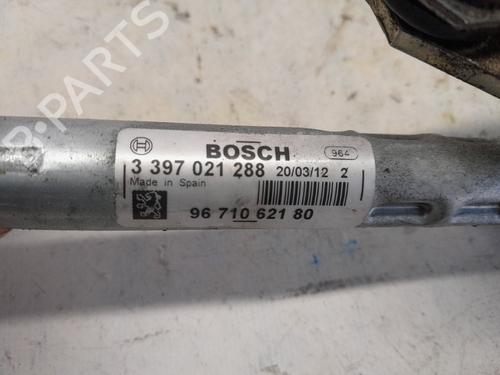 BOSCH
964
3 397 021 288 20/03/12 2
Made in Spain
96 710 621 80
R-PARTS